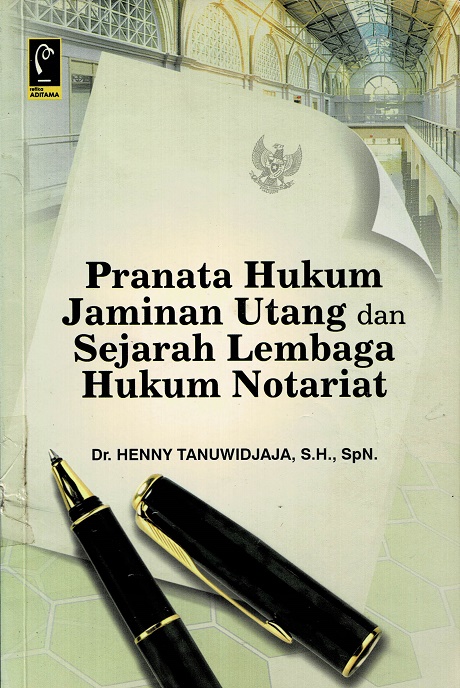 refika
ADITAMA
Pranata Hukum
Jaminan Utang dan
Sejarah Lembaga
Hukum Notariat
Dr. HENNY TANUWIDJAJA, S.H., SpN.